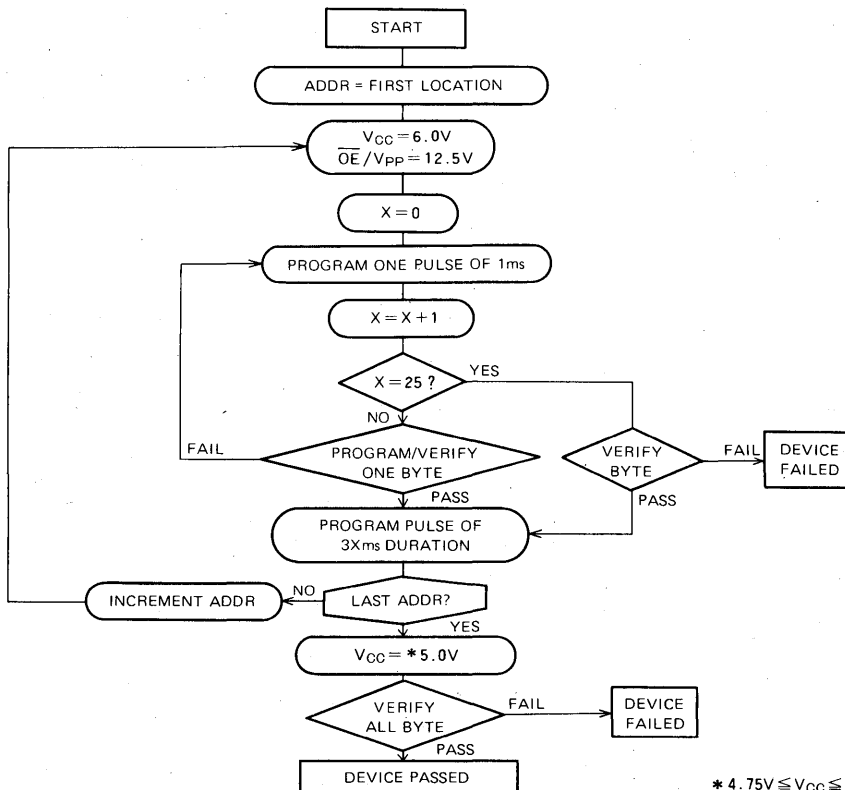 START
ADDR = FIRST LOCATION
VCC = 6.0V
OE/VPP = 12.5V
X = 0
PROGRAM ONE PULSE OF 1ms
X = X + 1
X = 25 ?
YES
NO
FAIL
PROGRAM/VERIFY
ONE BYTE
PASS
VERIFY
BYTE
FAIL
PASS
DEVICE
FAILED
PROGRAM PULSE OF
3Xms DURATION
INCREMENT ADDR
NO
LAST ADDR?
YES
VCC = *5.0V
VERIFY
ALL BYTE
FAIL
DEVICE
FAILED
PASS
DEVICE PASSED
* 4.75V ≦ VCC ≦